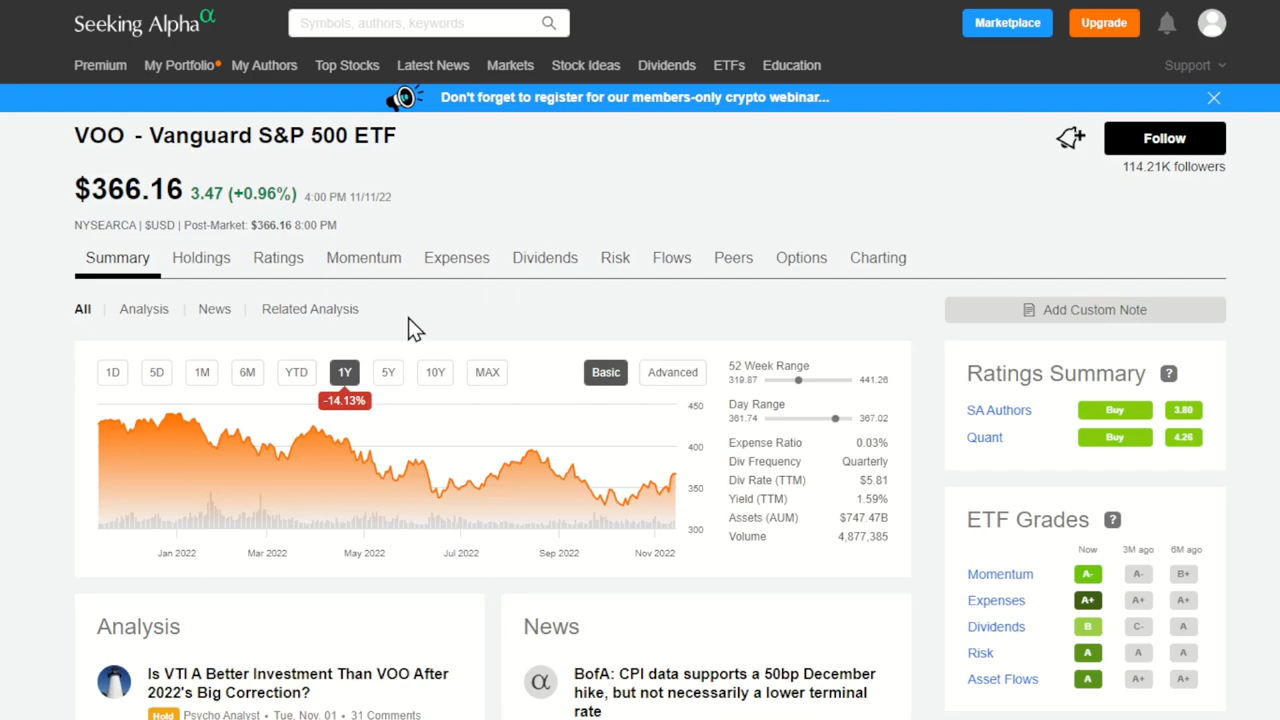 Seeking Alpha α
Symbols, authors, keywords
Marketplace
Upgrade
Premium My Portfolio My Authors Top Stocks Latest News Markets Stock Ideas Dividends ETFs Education Support
Don't forget to register for our members-only crypto webinar...
VOO - Vanguard S&P 500 ETF
Follow
114.21K followers
$366.16 3.47 (+0.96%) 4:00 PM 11/11/22
NYSEARCA | $USD | Post-Market: $366.16 8:00 PM
Summary Holdings Ratings Momentum Expenses Dividends Risk Flows Peers Options Charting
All Analysis News Related Analysis
Add Custom Note
1D 5D 1M 6M YTD 1Y 5Y 10Y MAX Basic Advanced
-14.13%
450
400
350
300
Jan 2022 Mar 2022 May 2022 Jul 2022 Sep 2022 Nov 2022
52 Week Range
319.87 441.26
Day Range
361.74 367.02
Expense Ratio 0.03%
Div Frequency Quarterly
Div Rate (TTM) $5.81
Yield (TTM) 1.59%
Assets (AUM) $747.47B
Volume 4,877,385
Ratings Summary ?
SA Authors Buy 3.80
Quant Buy 4.26
ETF Grades ?
Now 3M ago 6M ago
Momentum A- A- B+
Expenses A+ A+ A+
Dividends B C- A
Risk A A A
Asset Flows A A+ A+
Analysis
Is VTI A Better Investment Than VOO After
2022's Big Correction?
Hold Psycho Analyst • Tue, Nov. 01 • 31 Comments
News
α
BofA: CPI data supports a 50bp December
hike, but not necessarily a lower terminal
rate